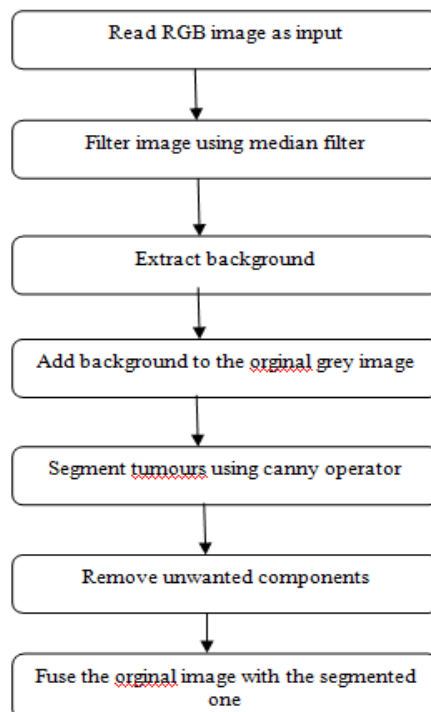 Read RGB image as input
Filter image using median filter
Extract background
Add background to the orginal grey image
Segment tumours using canny operator
Remove unwanted components
Fuse the orginal image with the segmented
one